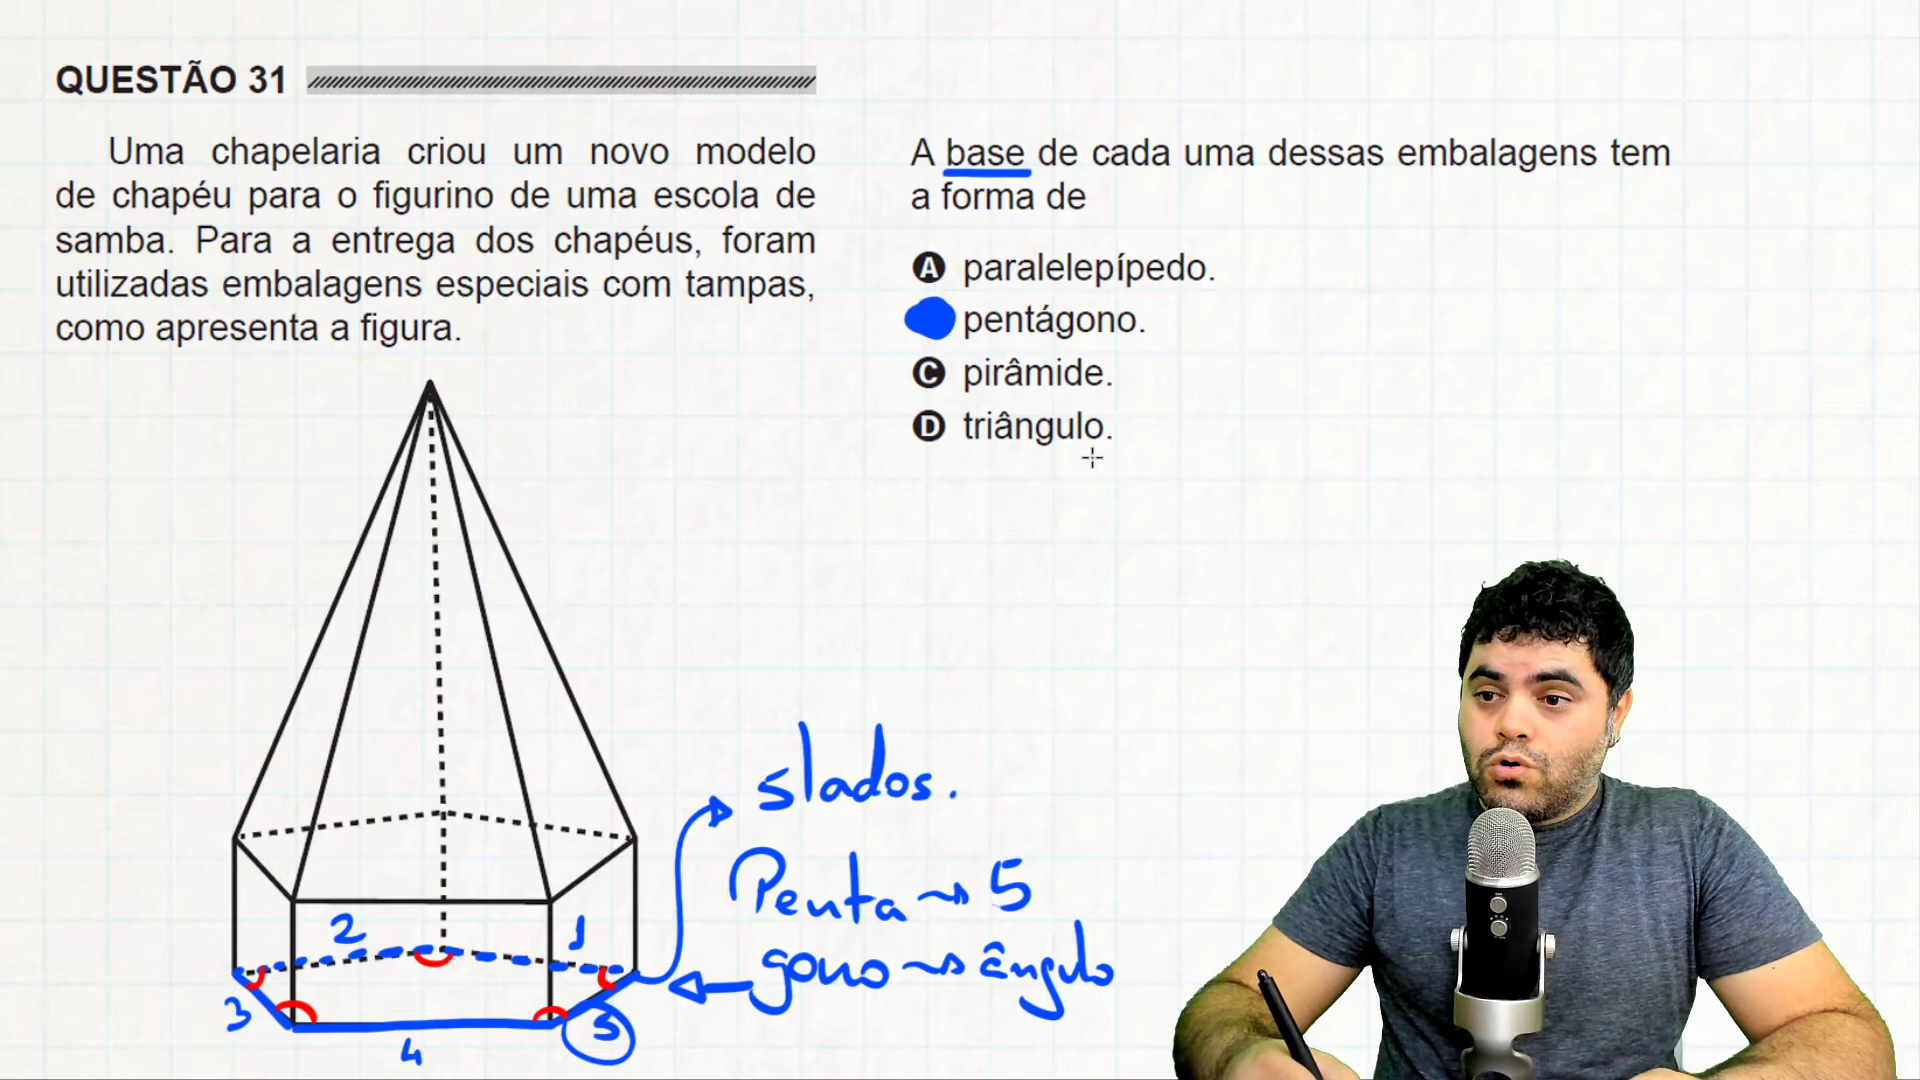 QUESTÃO 31
Uma chapelaria criou um novo modelo
de chapéu para o figurino de uma escola de
samba. Para a entrega dos chapéus, foram
utilizadas embalagens especiais com tampas,
como apresenta a figura.
A base de cada uma dessas embalagens tem
a forma de
A paralelepípedo.
pentágono.
C pirâmide.
D triângulo.
5 lados.
Penta → 5
gono → ângulo
2
1
3
4
5